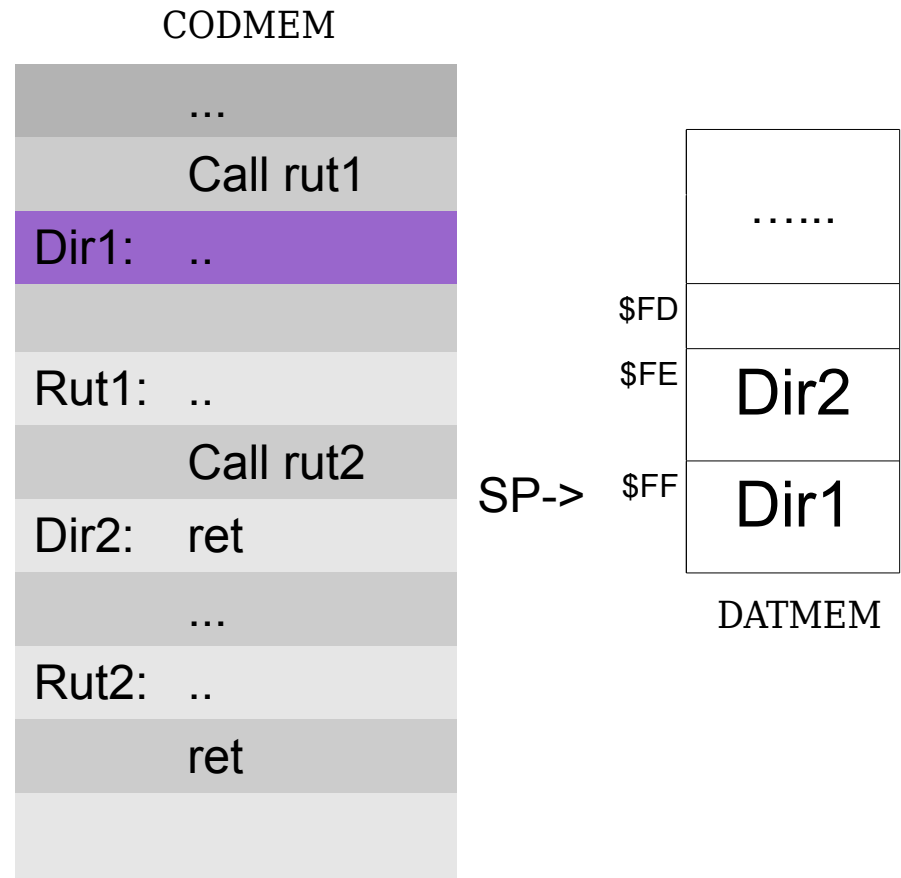 CODMEM
...
Call rut1
Dir1: ..
Rut1: ..
Call rut2
Dir2: ret
...
Rut2: ..
ret
SP->
…...
$FD
$FE Dir2
$FF Dir1
DATMEM